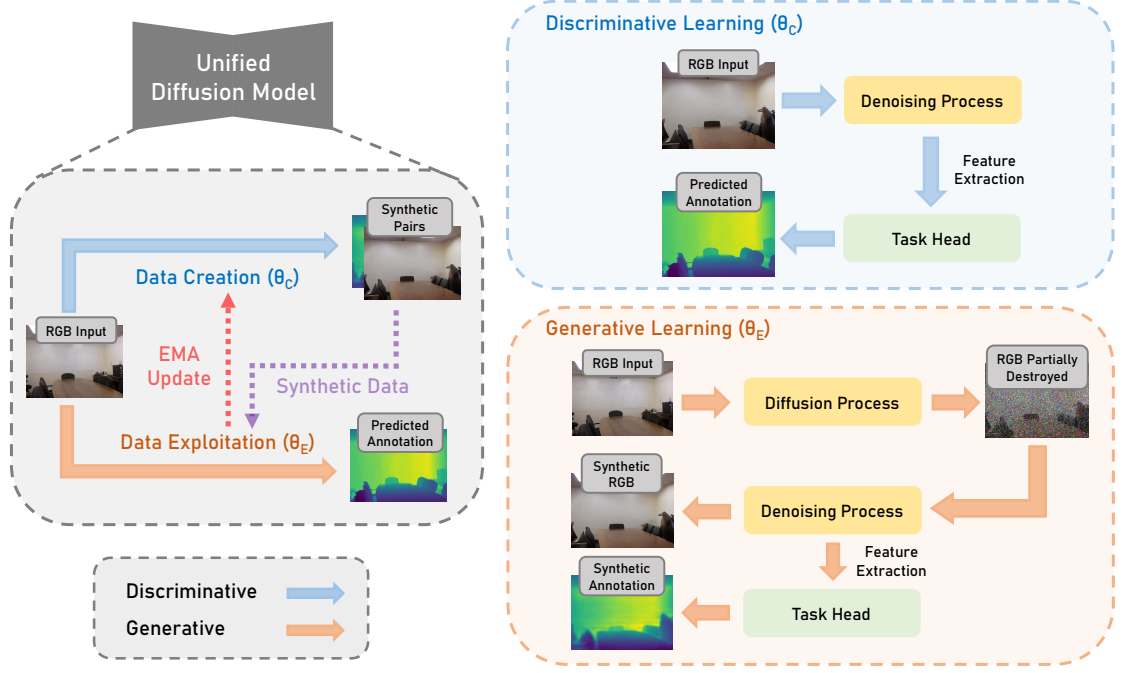 Unified
Diffusion Model
RGB Input
Data Creation (θC)
Synthetic
Pairs
EMA
Update
Synthetic Data
Data Exploitation (θE)
Predicted
Annotation
Discriminative
Generative
Discriminative Learning (θC)
RGB Input
Denoising Process
Feature
Extraction
Predicted
Annotation
Task Head
Generative Learning (θE)
RGB Input
Diffusion Process
RGB Partially
Destroyed
Synthetic
RGB
Denoising Process
Feature
Extraction
Synthetic
Annotation
Task Head